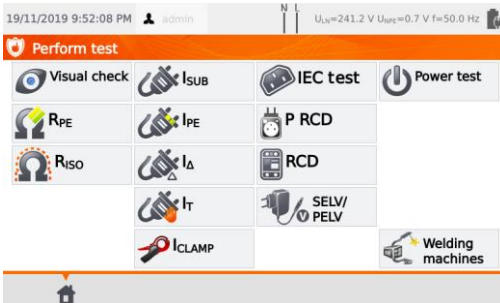 19/11/2019 9:52:08 PM admin N L U_LN=241.2 V U_NPE=0.7 V f=50.0 Hz
Perform test
Visual check I_SUB IEC test Power test
R_PE I_PE P RCD
R_ISO I_Δ RCD
I_T SELV/
PELV
I_CLAMP Welding
machines